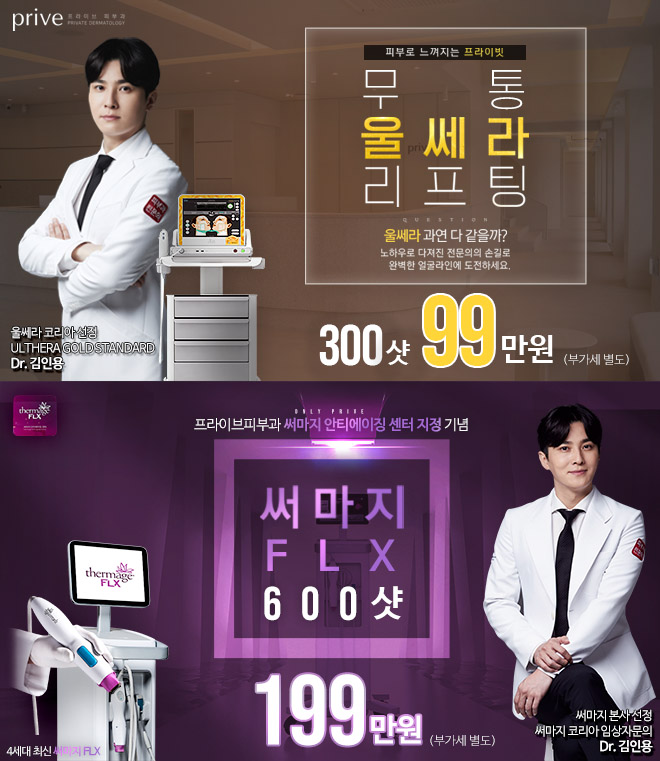 prive 프라이브 피부과
PRIVATE DERMATOLOGY
피부로 느껴지는 프라이빗
무통
울쎄라
리프팅
QUESTION
울쎄라 과연 다 같을까?
노하우로 다져진 전문의의 손길로
완벽한 얼굴라인에 도전하세요.
울쎄라 코리아 선정
ULTHERA GOLD STANDARD
Dr. 김인용
300샷 99만원 (부가세 별도)
thermage
FLX
ONLY PRIVE
프라이브피부과 써마지 안티에이징 센터 지정 기념
써마지
FLX
600샷
thermage
FLX
199만원 (부가세 별도)
4세대 최신 써마지 FLX
써마지 본사 선정
써마지 코리아 임상자문의
Dr. 김인용